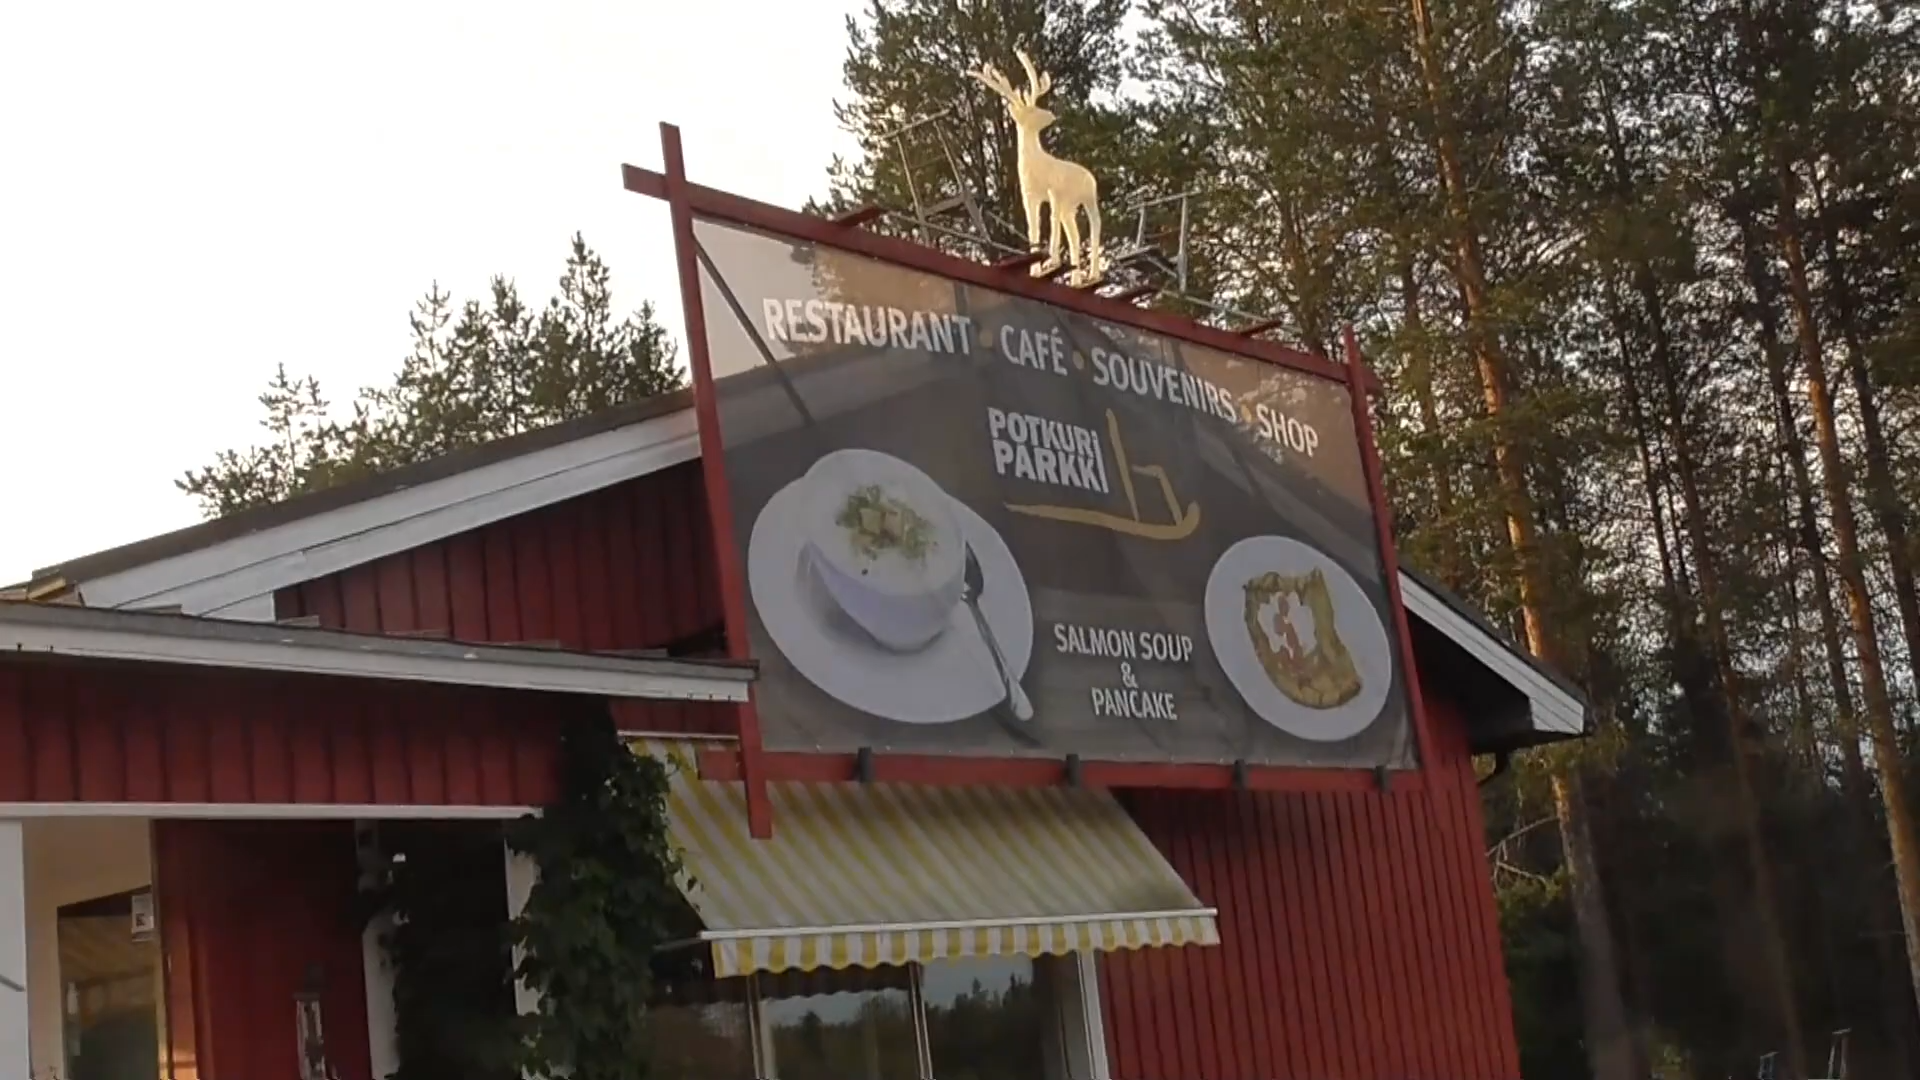 RESTAURANT • CAFÉ • SOUVENIRS • SHOP
POTKURi
PARKKI
SALMON SOUP
&
PANCAKE